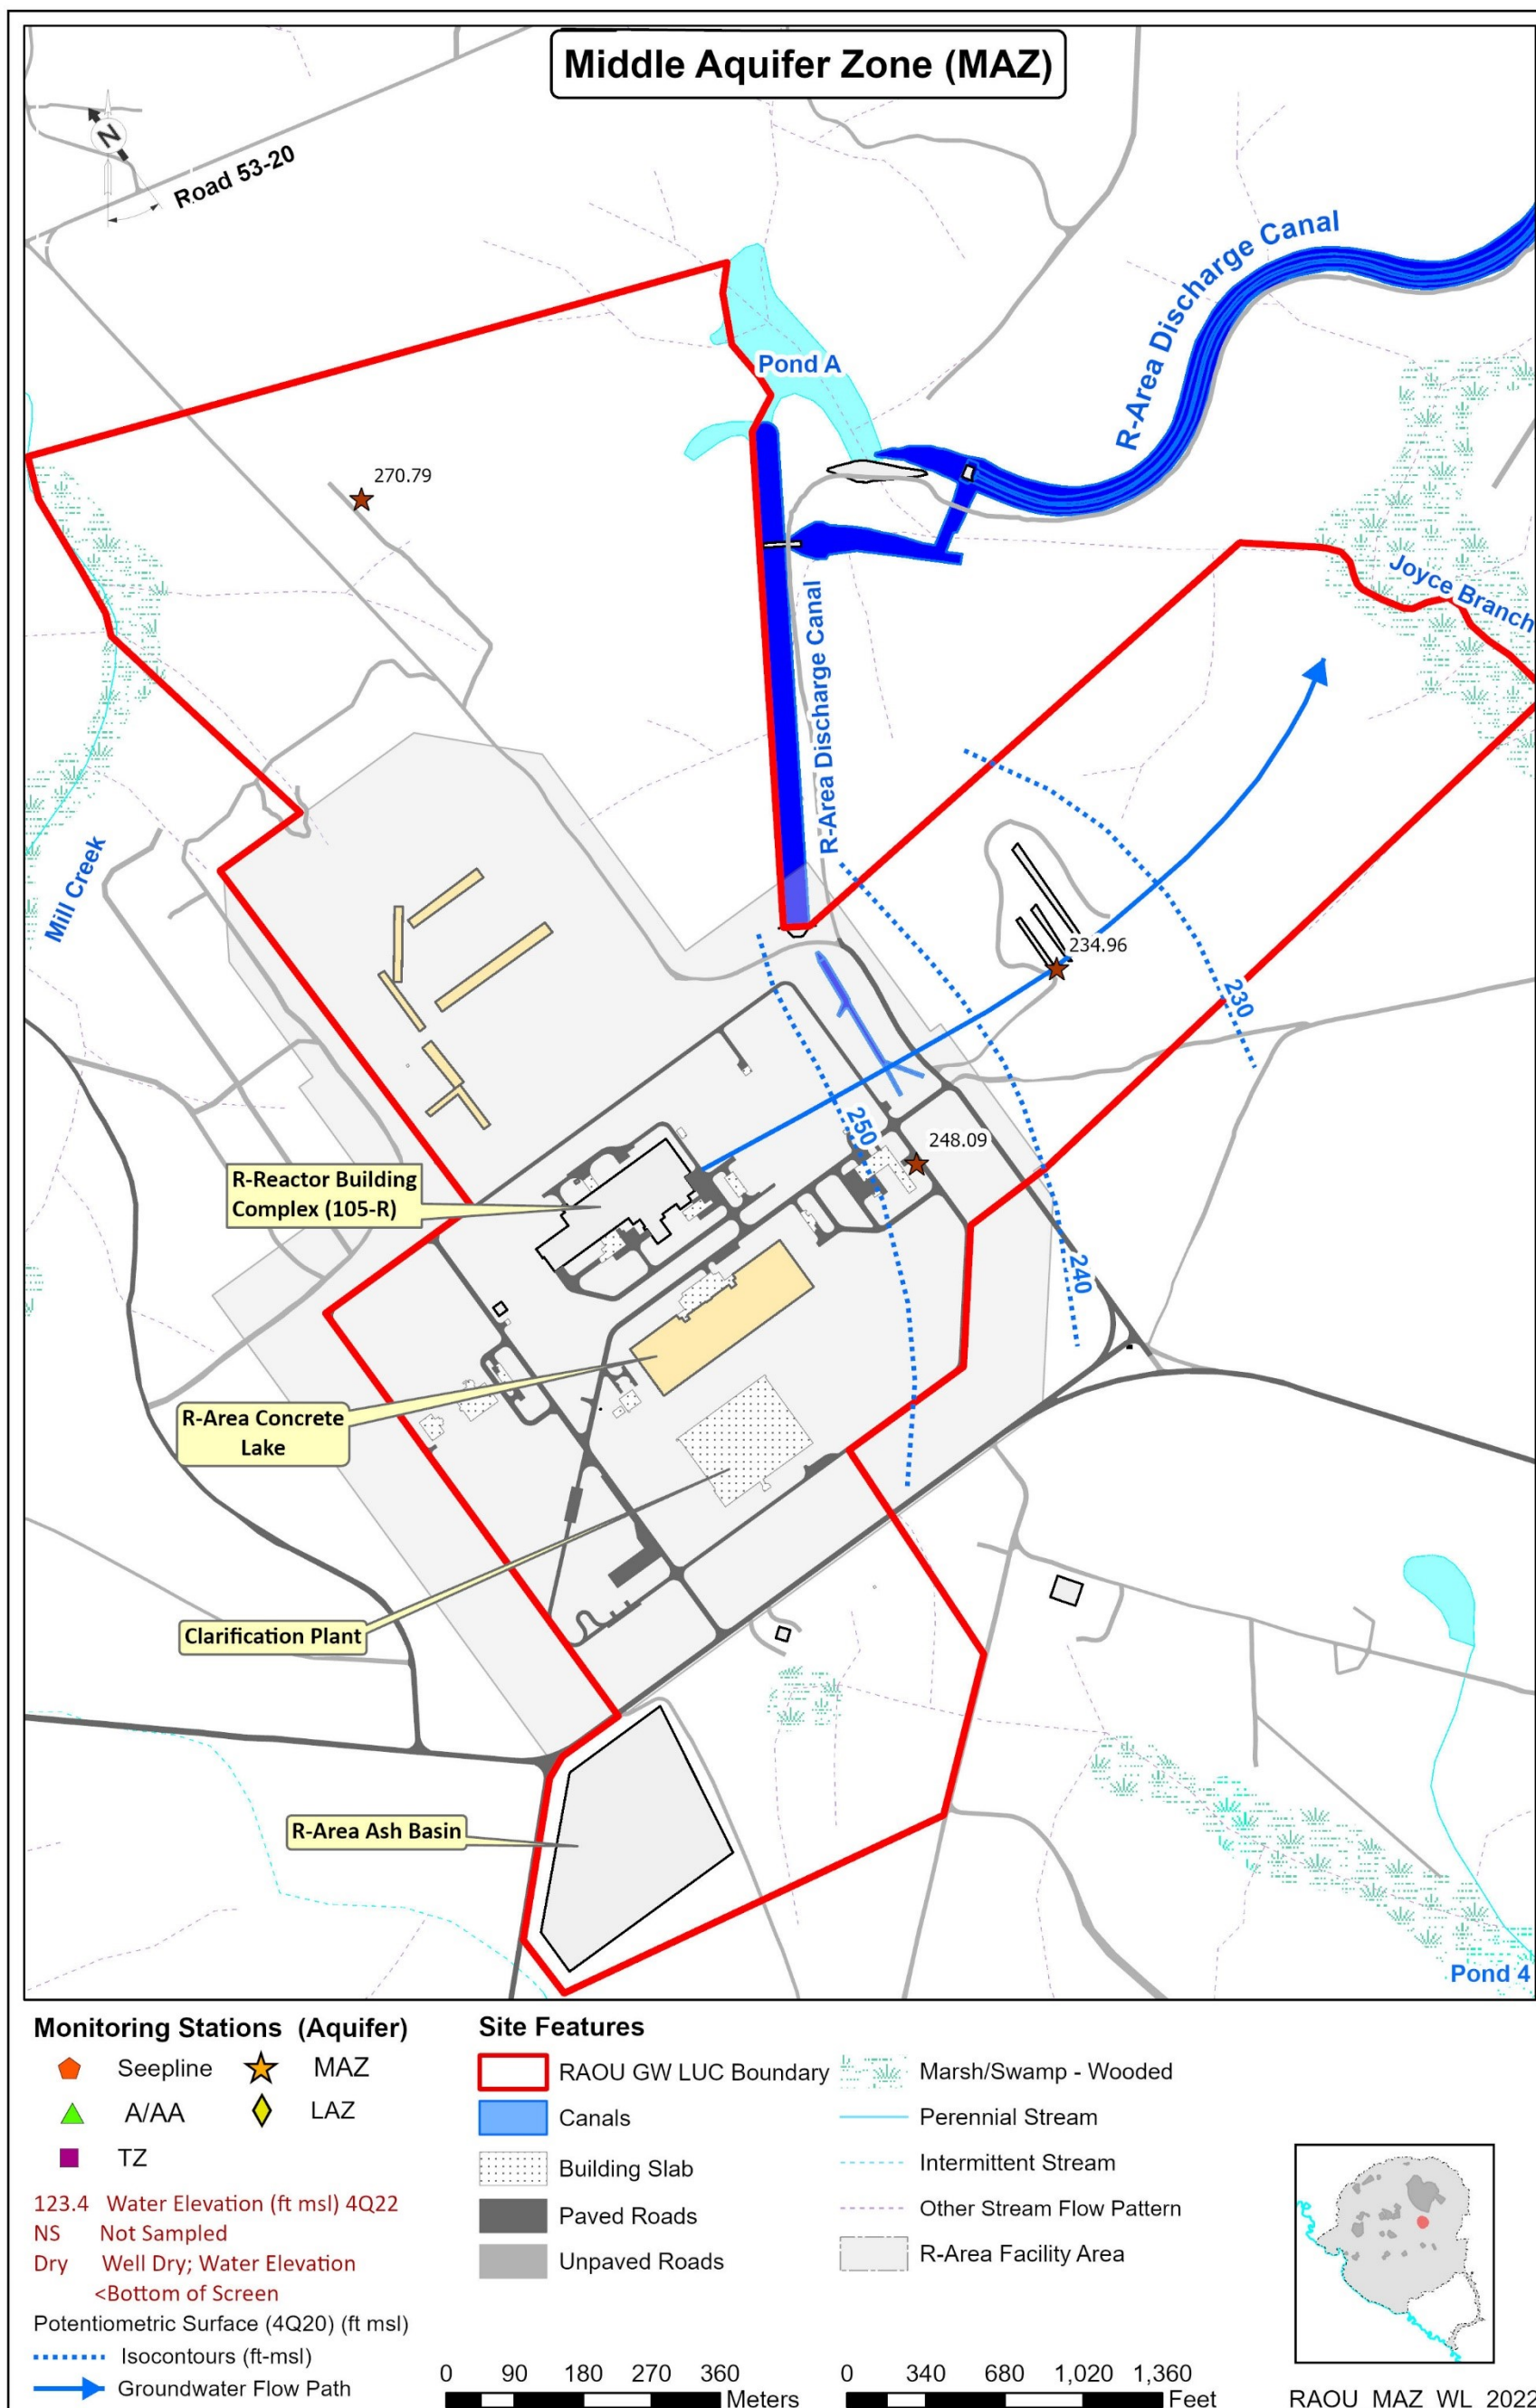 Middle Aquifer Zone (MAZ)
N
Road 53-20
R-Area Discharge Canal
Pond A
270.79
Joyce Branch
R-Area Discharge Canal
Mill Creek
234.96
230
250
248.09
R-Reactor Building
Complex (105-R)
240
R-Area Concrete
Lake
Clarification Plant
R-Area Ash Basin
Pond 4
Monitoring Stations (Aquifer)
Seepline
MAZ
A/AA
LAZ
TZ
123.4 Water Elevation (ft msl) 4Q22
NS Not Sampled
Dry Well Dry; Water Elevation
<Bottom of Screen
Potentiometric Surface (4Q20) (ft msl)
Isocontours (ft-msl)
Groundwater Flow Path
Site Features
RAOU GW LUC Boundary
Canals
Building Slab
Paved Roads
Unpaved Roads
Marsh/Swamp - Wooded
Perennial Stream
Intermittent Stream
Other Stream Flow Pattern
R-Area Facility Area
0 90 180 270 360
Meters
0 340 680 1,020 1,360
Feet
RAOU_MAZ_WL_2022